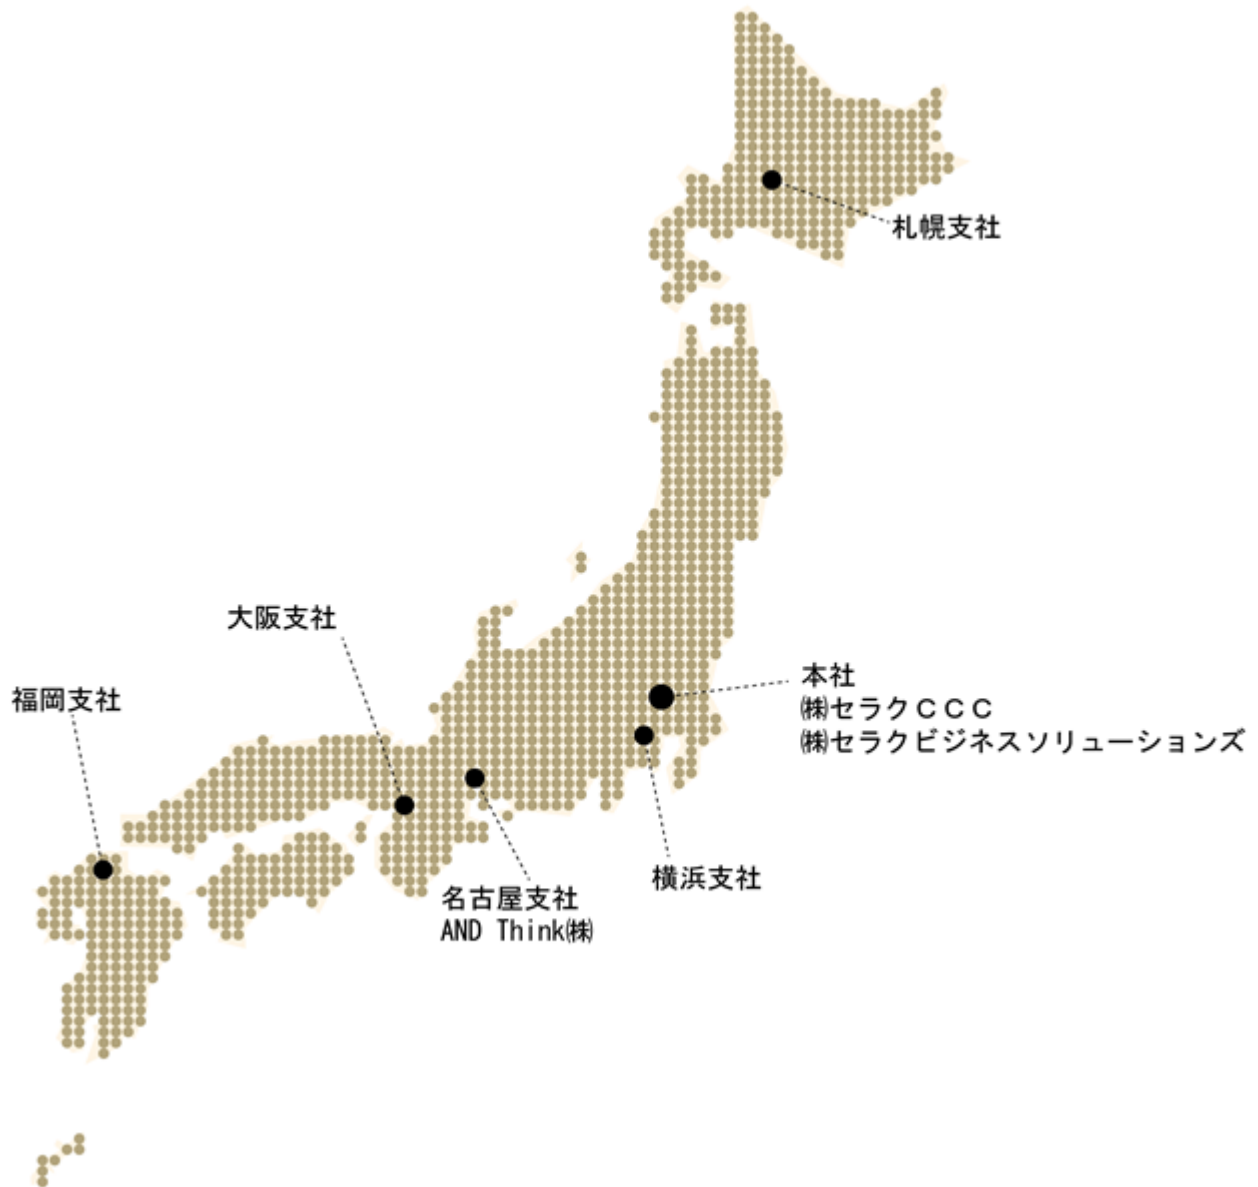 札幌支社
大阪支社
福岡支社
本社
㈱セラクＣＣＣ
㈱セラクビジネスソリューションズ
横浜支社
名古屋支社
AND Think㈱